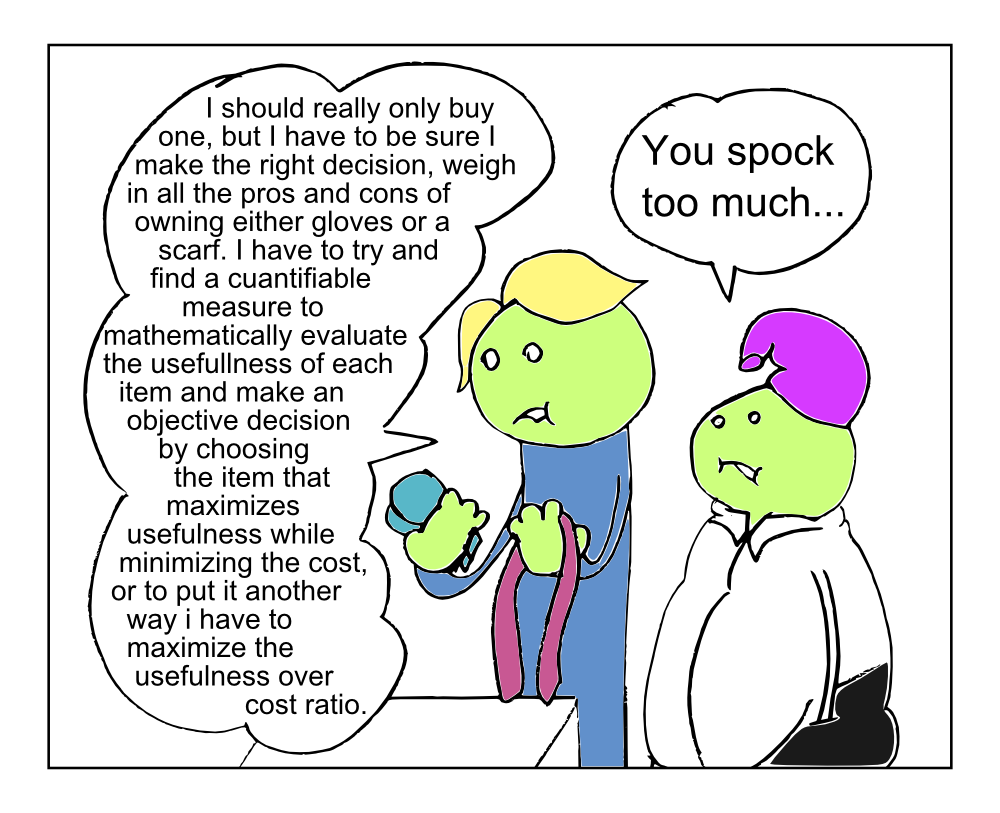 I should really only buy
one, but I have to be sure I
make the right decision, weigh
in all the pros and cons of
owning either gloves or a
scarf. I have to try and
find a cuantifiable
measure to
mathematically evaluate
the usefullness of each
item and make an
objective decision
by choosing
the item that
maximizes
usefulness while
minimizing the cost,
or to put it another
way i have to
maximize the
usefulness over
cost ratio.
You spock
too much...